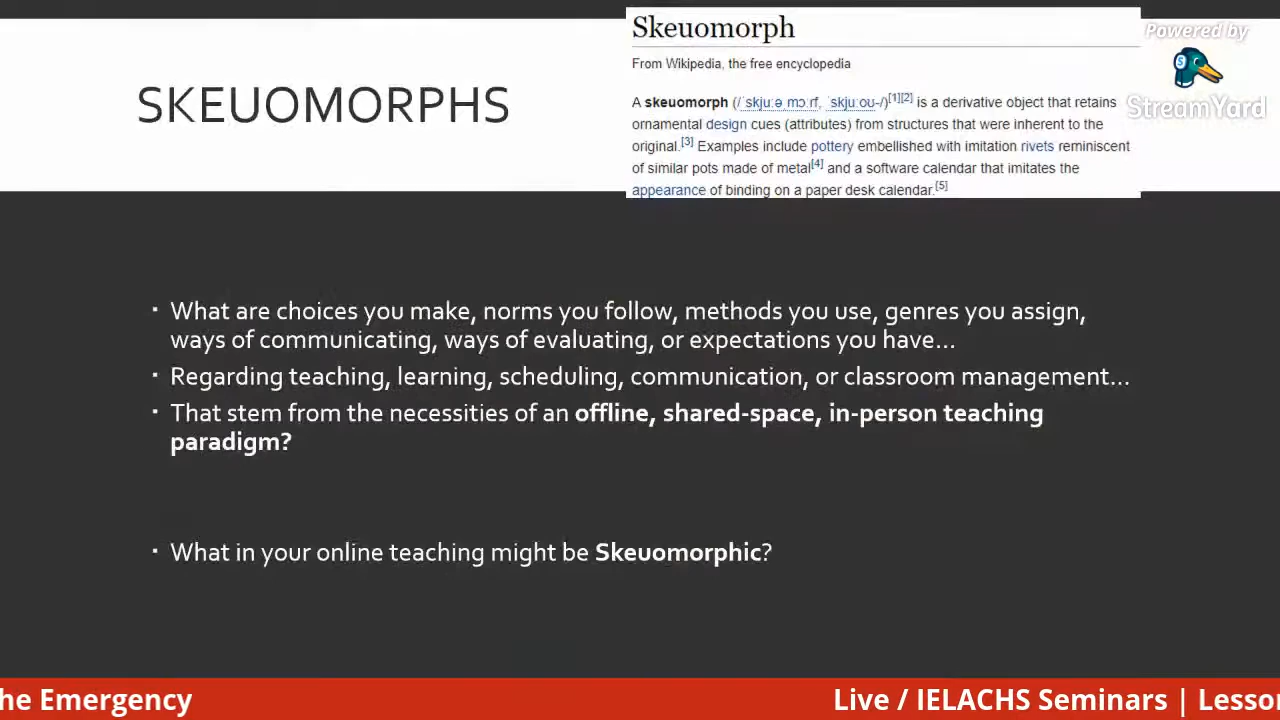 SKEUOMORPHS
Skeuomorph
From Wikipedia, the free encyclopedia
A skeuomorph (/ˈskjuːəˌmɔːrf, ˈskjuːoʊ-/)[1][2] is a derivative object that retains
ornamental design cues (attributes) from structures that were inherent to the
original.[3] Examples include pottery embellished with imitation rivets reminiscent
of similar pots made of metal[4] and a software calendar that imitates the
appearance of binding on a paper desk calendar.[5]
Powered by
StreamYard
▪ What are choices you make, norms you follow, methods you use, genres you assign,
ways of communicating, ways of evaluating, or expectations you have...
▪ Regarding teaching, learning, scheduling, communication, or classroom management...
▪ That stem from the necessities of an offline, shared-space, in-person teaching
paradigm?
▪ What in your online teaching might be Skeuomorphic?
he Emergency
Live / IELACHS Seminars | Lesso